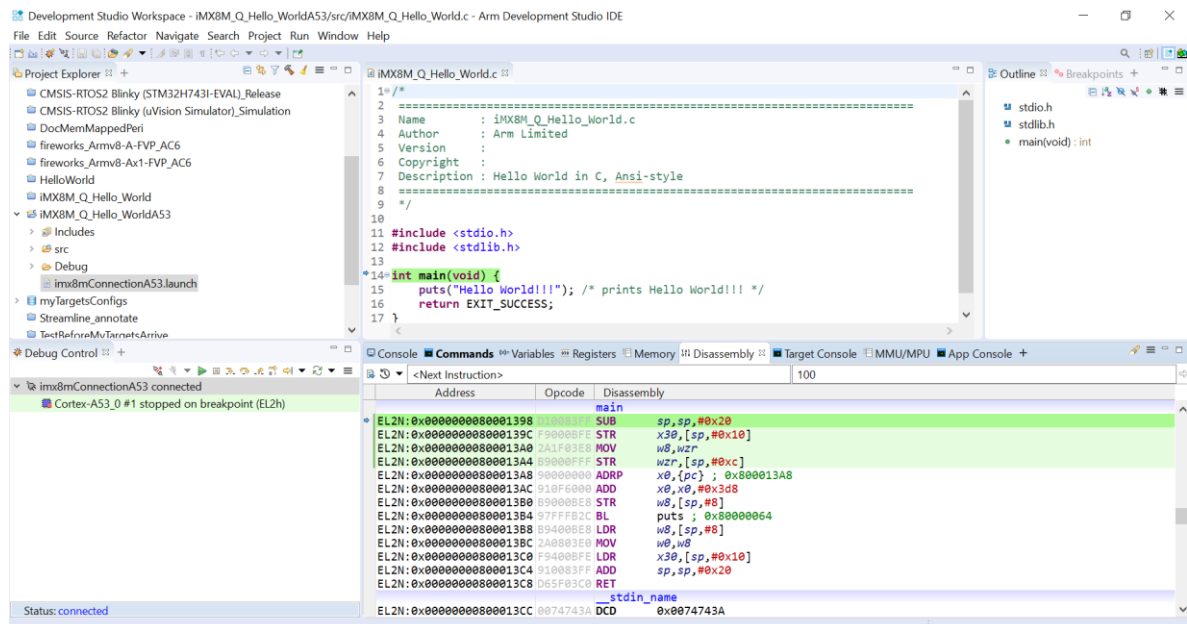 Development Studio Workspace - iMX8M_Q_Hello_WorldA53/src/iMX8M_Q_Hello_World.c - Arm Development Studio IDE
File Edit Source Refactor Navigate Search Project Run Window Help
Project Explorer
CMSIS-RTOS2 Blinky (STM32H743I-EVAL)_Release
CMSIS-RTOS2 Blinky (uVision Simulator)_Simulation
DocMemMappedPeri
fireworks_Armv8-A-FVP_AC6
fireworks_Armv8-Ax1-FVP_AC6
HelloWorld
iMX8M_Q_Hello_World
iMX8M_Q_Hello_WorldA53
Includes
src
Debug
imx8mConnectionA53.launch
myTargetsConfigs
Streamline_annotate
TestBeforeMyTargetsArrive
iMX8M_Q_Hello_World.c
1 /*
2 ============================================================================
3 Name : iMX8M_Q_Hello_World.c
4 Author : Arm Limited
5 Version :
6 Copyright :
7 Description : Hello World in C, Ansi-style
8 ============================================================================
9 */
10
11 #include <stdio.h>
12 #include <stdlib.h>
13
14 int main(void) {
15 puts("Hello World!!!"); /* prints Hello World!!! */
16 return EXIT_SUCCESS;
17 }
Outline Breakpoints
stdio.h
stdlib.h
main(void) : int
Debug Control
imx8mConnectionA53 connected
Cortex-A53_0 #1 stopped on breakpoint (EL2h)
Status: connected
Console Commands Variables Registers Memory Disassembly Target Console MMU/MPU App Console
<Next Instruction> 100
Address Opcode Disassembly
main
EL2N:0x0000000080001398 D10083FF SUB sp,sp,#0x20
EL2N:0x000000008000139C F9000BFE STR x30,[sp,#0x10]
EL2N:0x00000000800013A0 2A1F03E8 MOV w8,wzr
EL2N:0x00000000800013A4 B9000FFF STR wzr,[sp,#0xc]
EL2N:0x00000000800013A8 90000000 ADRP x0,{pc} ; 0x800013A8
EL2N:0x00000000800013AC 910F6000 ADD x0,x0,#0x3d8
EL2N:0x00000000800013B0 B9000BE8 STR w8,[sp,#8]
EL2N:0x00000000800013B4 97FFFB2C BL puts ; 0x80000064
EL2N:0x00000000800013B8 B9400BE8 LDR w8,[sp,#8]
EL2N:0x00000000800013BC 2A0803E0 MOV w0,w8
EL2N:0x00000000800013C0 F9400BFE LDR x30,[sp,#0x10]
EL2N:0x00000000800013C4 910083FF ADD sp,sp,#0x20
EL2N:0x00000000800013C8 D65F03C0 RET
__stdin_name
EL2N:0x00000000800013CC 0074743A DCD 0x0074743A